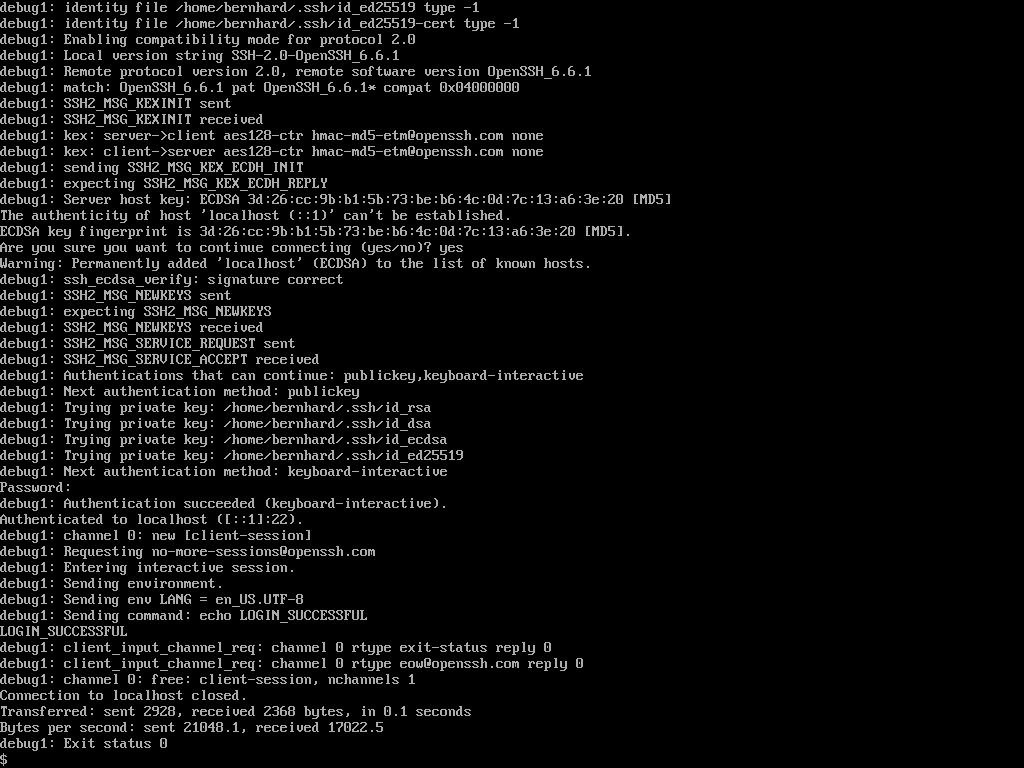 debug1: identity file /home/bernhard/.ssh/id_ed25519 type -1
debug1: identity file /home/bernhard/.ssh/id_ed25519-cert type -1
debug1: Enabling compatibility mode for protocol 2.0
debug1: Local version string SSH-2.0-OpenSSH_6.6.1
debug1: Remote protocol version 2.0, remote software version OpenSSH_6.6.1
debug1: match: OpenSSH_6.6.1 pat OpenSSH_6.6.1* compat 0x04000000
debug1: SSH2_MSG_KEXINIT sent
debug1: SSH2_MSG_KEXINIT received
debug1: kex: server->client aes128-ctr hmac-md5-etm@openssh.com none
debug1: kex: client->server aes128-ctr hmac-md5-etm@openssh.com none
debug1: sending SSH2_MSG_KEX_ECDH_INIT
debug1: expecting SSH2_MSG_KEX_ECDH_REPLY
debug1: Server host key: ECDSA 3d:26:cc:9b:b1:5b:73:be:b6:4c:0d:7c:13:a6:3e:20 [MD5]
The authenticity of host 'localhost (::1)' can't be established.
ECDSA key fingerprint is 3d:26:cc:9b:b1:5b:73:be:b6:4c:0d:7c:13:a6:3e:20 [MD5].
Are you sure you want to continue connecting (yes/no)? yes
Warning: Permanently added 'localhost' (ECDSA) to the list of known hosts.
debug1: ssh_ecdsa_verify: signature correct
debug1: SSH2_MSG_NEWKEYS sent
debug1: expecting SSH2_MSG_NEWKEYS
debug1: SSH2_MSG_NEWKEYS received
debug1: SSH2_MSG_SERVICE_REQUEST sent
debug1: SSH2_MSG_SERVICE_ACCEPT received
debug1: Authentications that can continue: publickey,keyboard-interactive
debug1: Next authentication method: publickey
debug1: Trying private key: /home/bernhard/.ssh/id_rsa
debug1: Trying private key: /home/bernhard/.ssh/id_dsa
debug1: Trying private key: /home/bernhard/.ssh/id_ecdsa
debug1: Trying private key: /home/bernhard/.ssh/id_ed25519
debug1: Next authentication method: keyboard-interactive
Password:
debug1: Authentication succeeded (keyboard-interactive).
Authenticated to localhost ([::1]:22).
debug1: channel 0: new [client-session]
debug1: Requesting no-more-sessions@openssh.com
debug1: Entering interactive session.
debug1: Sending environment.
debug1: Sending env LANG = en_US.UTF-8
debug1: Sending command: echo LOGIN_SUCCESSFUL
LOGIN_SUCCESSFUL
debug1: client_input_channel_req: channel 0 rtype exit-status reply 0
debug1: client_input_channel_req: channel 0 rtype eow@openssh.com reply 0
debug1: channel 0: free: client-session, nchannels 1
Connection to localhost closed.
Transferred: sent 2928, received 2368 bytes, in 0.1 seconds
Bytes per second: sent 21048.1, received 17022.5
debug1: Exit status 0
$